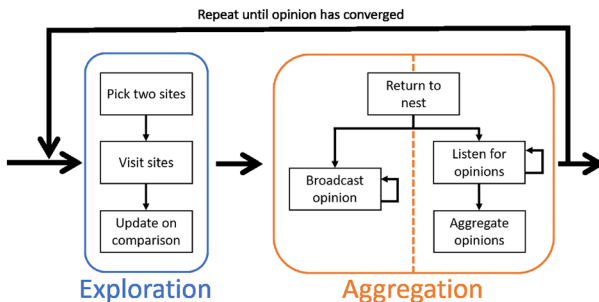 Repeat until opinion has converged
Pick two sites
Visit sites
Update on
comparison
Exploration
Return to
nest
Broadcast
opinion
Listen for
opinions
Aggregate
opinions
Aggregation